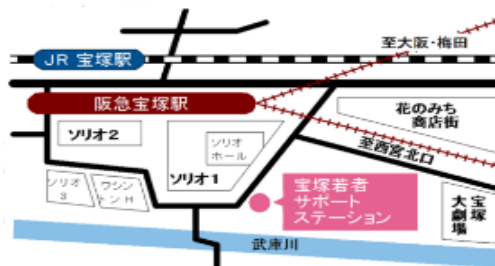 至大阪・梅田
JR 宝塚駅
阪急宝塚駅
花のみち
商店街
ソリオ2
ソリオ
ホール
至西宮北口
ソリオ1
ソリオ
3
ワシン
トンH
宝塚若者
サポート
ステーション
宝塚
大劇場
武庫川